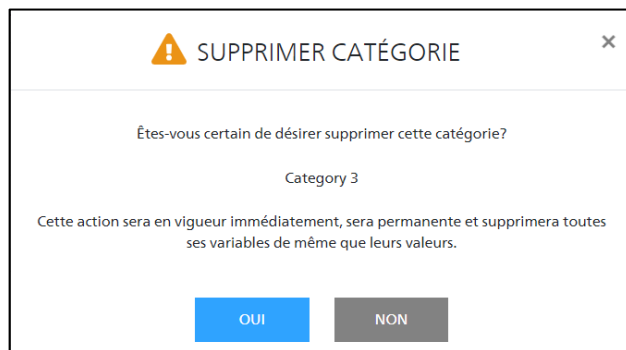 SUPPRIMER CATÉGORIE
×
Êtes-vous certain de désirer supprimer cette catégorie?
Category 3
Cette action sera en vigueur immédiatement, sera permanente et supprimera toutes
ses variables de même que leurs valeurs.
OUI
NON